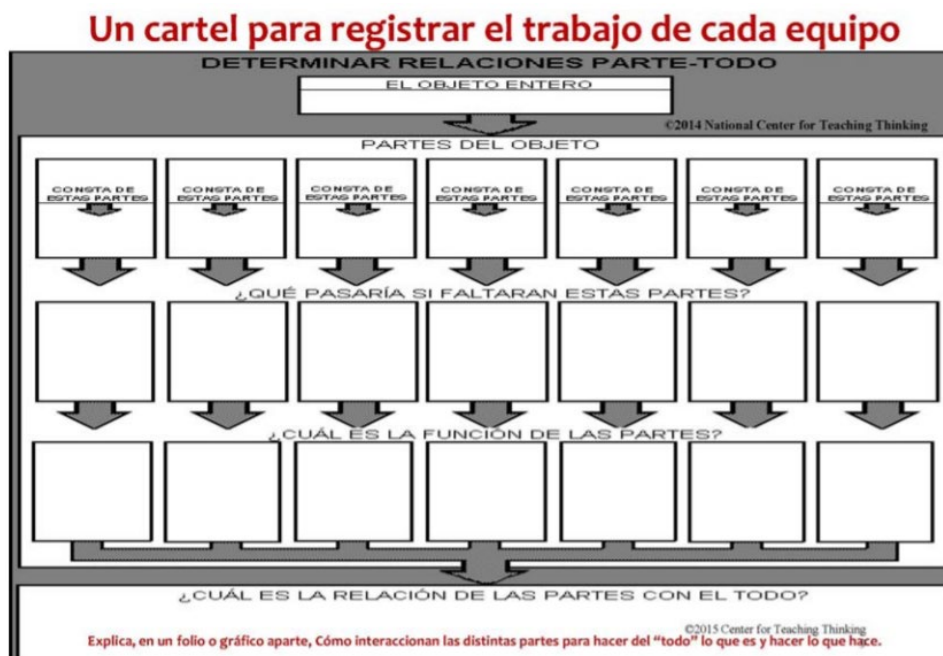 Un cartel para registrar el trabajo de cada equipo
DETERMINAR RELACIONES PARTE-TODO
EL OBJETO ENTERO
©2014 National Center for Teaching Thinking
PARTES DEL OBJETO
CONSTA DE ESTAS PARTES
CONSTA DE ESTAS PARTES
CONSTA DE ESTAS PARTES
CONSTA DE ESTAS PARTES
CONSTA DE ESTAS PARTES
CONSTA DE ESTAS PARTES
CONSTA DE ESTAS PARTES
¿QUÉ PASARÍA SI FALTARAN ESTAS PARTES?
¿CUÁL ES LA FUNCIÓN DE LAS PARTES?
¿CUÁL ES LA RELACIÓN DE LAS PARTES CON EL TODO?
©2015 Center for Teaching Thinking
Explica, en un folio o gráfico aparte, Cómo interaccionan las distintas partes para hacer del “todo” lo que es y hacer lo que hace.